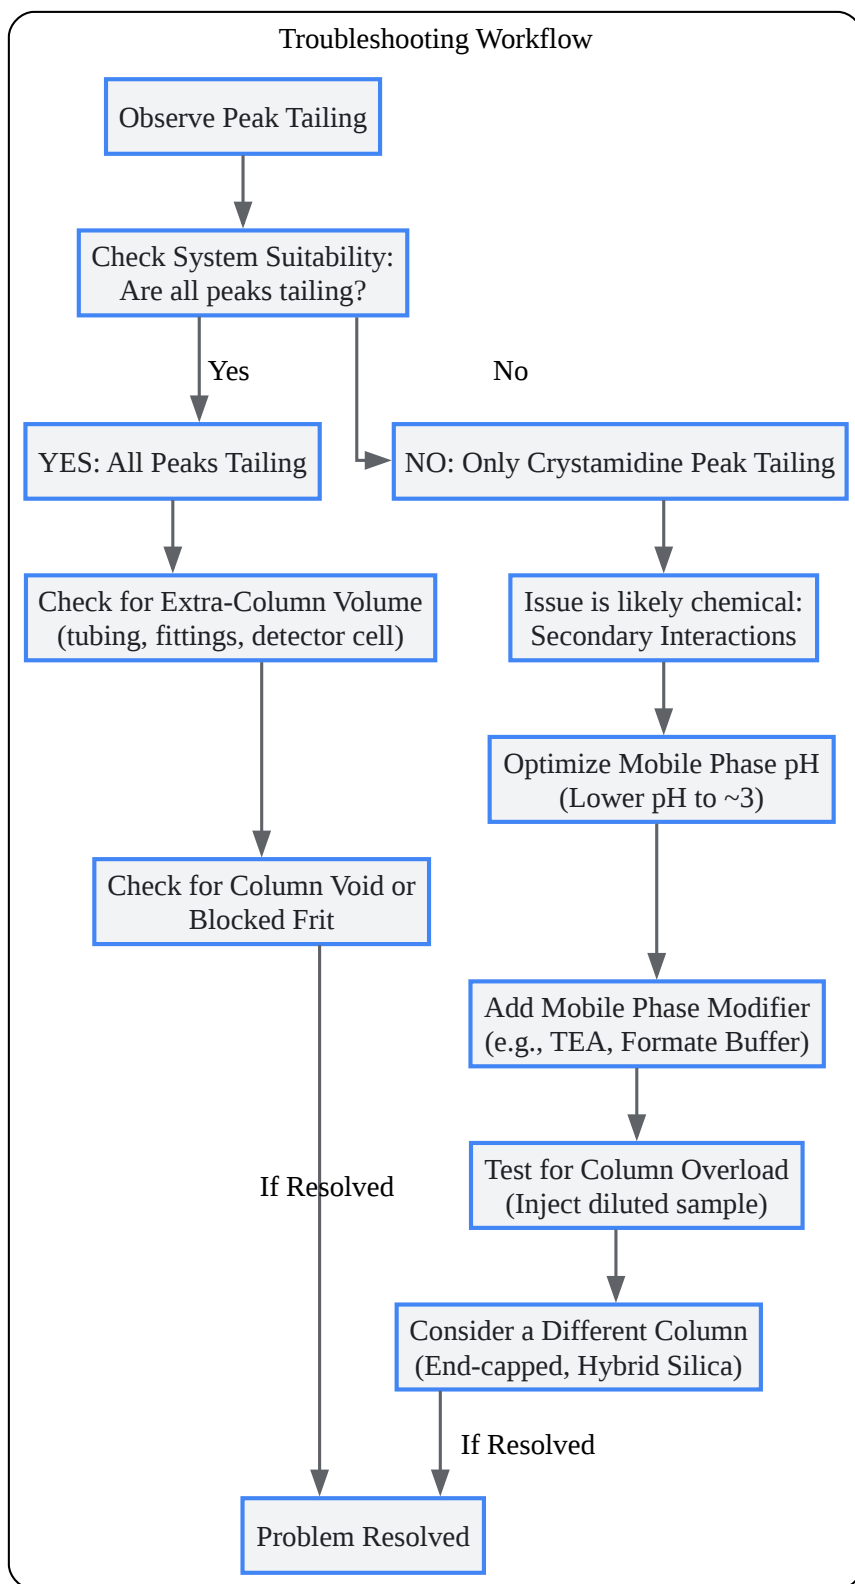 Troubleshooting Workflow
Observe Peak Tailing
Check System Suitability:
Are all peaks tailing?
Yes
No
YES: All Peaks Tailing
NO: Only Crystamidine Peak Tailing
Check for Extra-Column Volume
(tubing, fittings, detector cell)
Issue is likely chemical:
Secondary Interactions
Optimize Mobile Phase pH
(Lower pH to ~3)
Check for Column Void or
Blocked Frit
Add Mobile Phase Modifier
(e.g., TEA, Formate Buffer)
Test for Column Overload
(Inject diluted sample)
If Resolved
Consider a Different Column
(End-capped, Hybrid Silica)
If Resolved
Problem Resolved